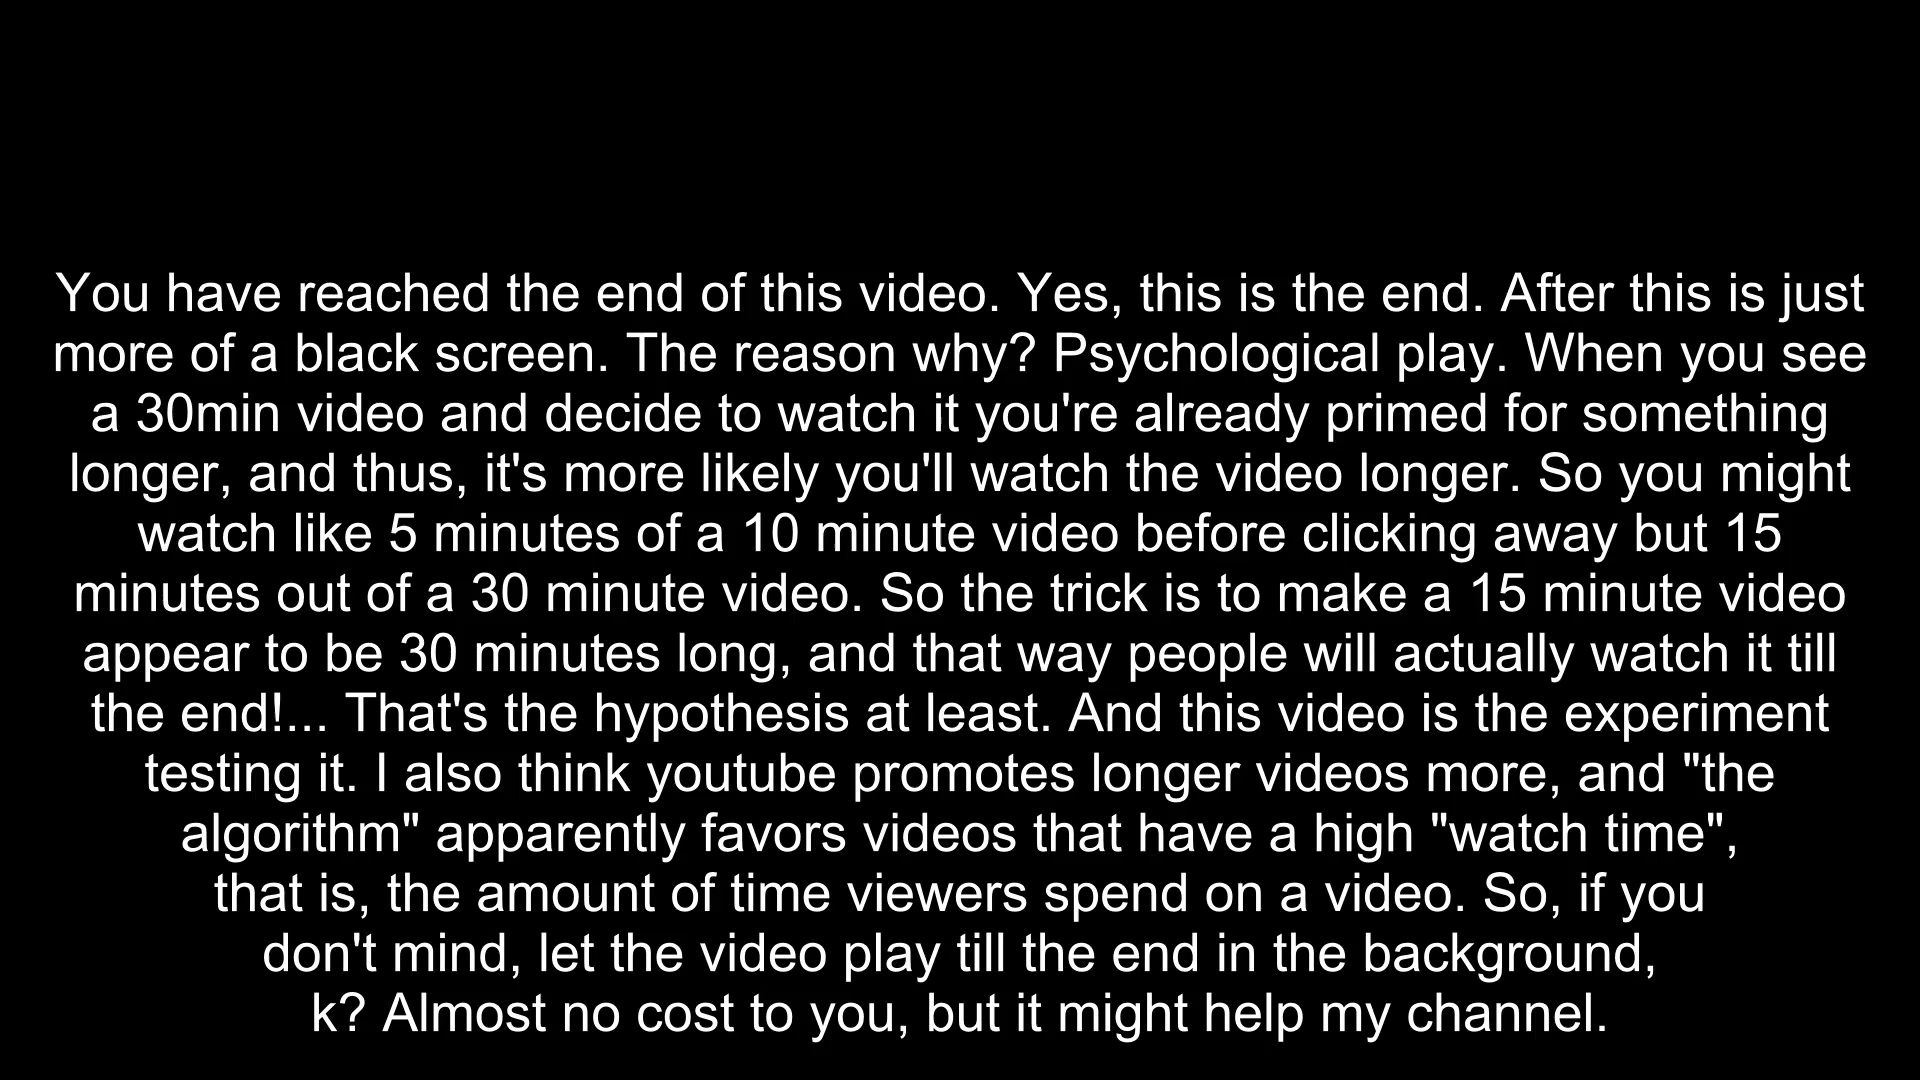 You have reached the end of this video. Yes, this is the end. After this is just
more of a black screen. The reason why? Psychological play. When you see
a 30min video and decide to watch it you're already primed for something
longer, and thus, it's more likely you'll watch the video longer. So you might
watch like 5 minutes of a 10 minute video before clicking away but 15
minutes out of a 30 minute video. So the trick is to make a 15 minute video
appear to be 30 minutes long, and that way people will actually watch it till
the end!... That's the hypothesis at least. And this video is the experiment
testing it. I also think youtube promotes longer videos more, and "the
algorithm" apparently favors videos that have a high "watch time",
that is, the amount of time viewers spend on a video. So, if you
don't mind, let the video play till the end in the background,
k? Almost no cost to you, but it might help my channel.